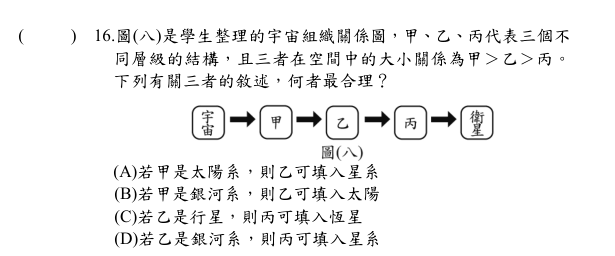 (　　) 16.圖(八)是學生整理的宇宙組織關係圖，甲、乙、丙代表三個不
同層級的結構，且三者在空間中的大小關係為甲＞乙＞丙。
下列有關三者的敘述，何者最合理？
宇宙 → 甲 → 乙 → 丙 → 衛星
圖(八)
(A)若甲是太陽系，則乙可填入星系
(B)若甲是銀河系，則乙可填入太陽
(C)若乙是行星，則丙可填入恆星
(D)若乙是銀河系，則丙可填入星系